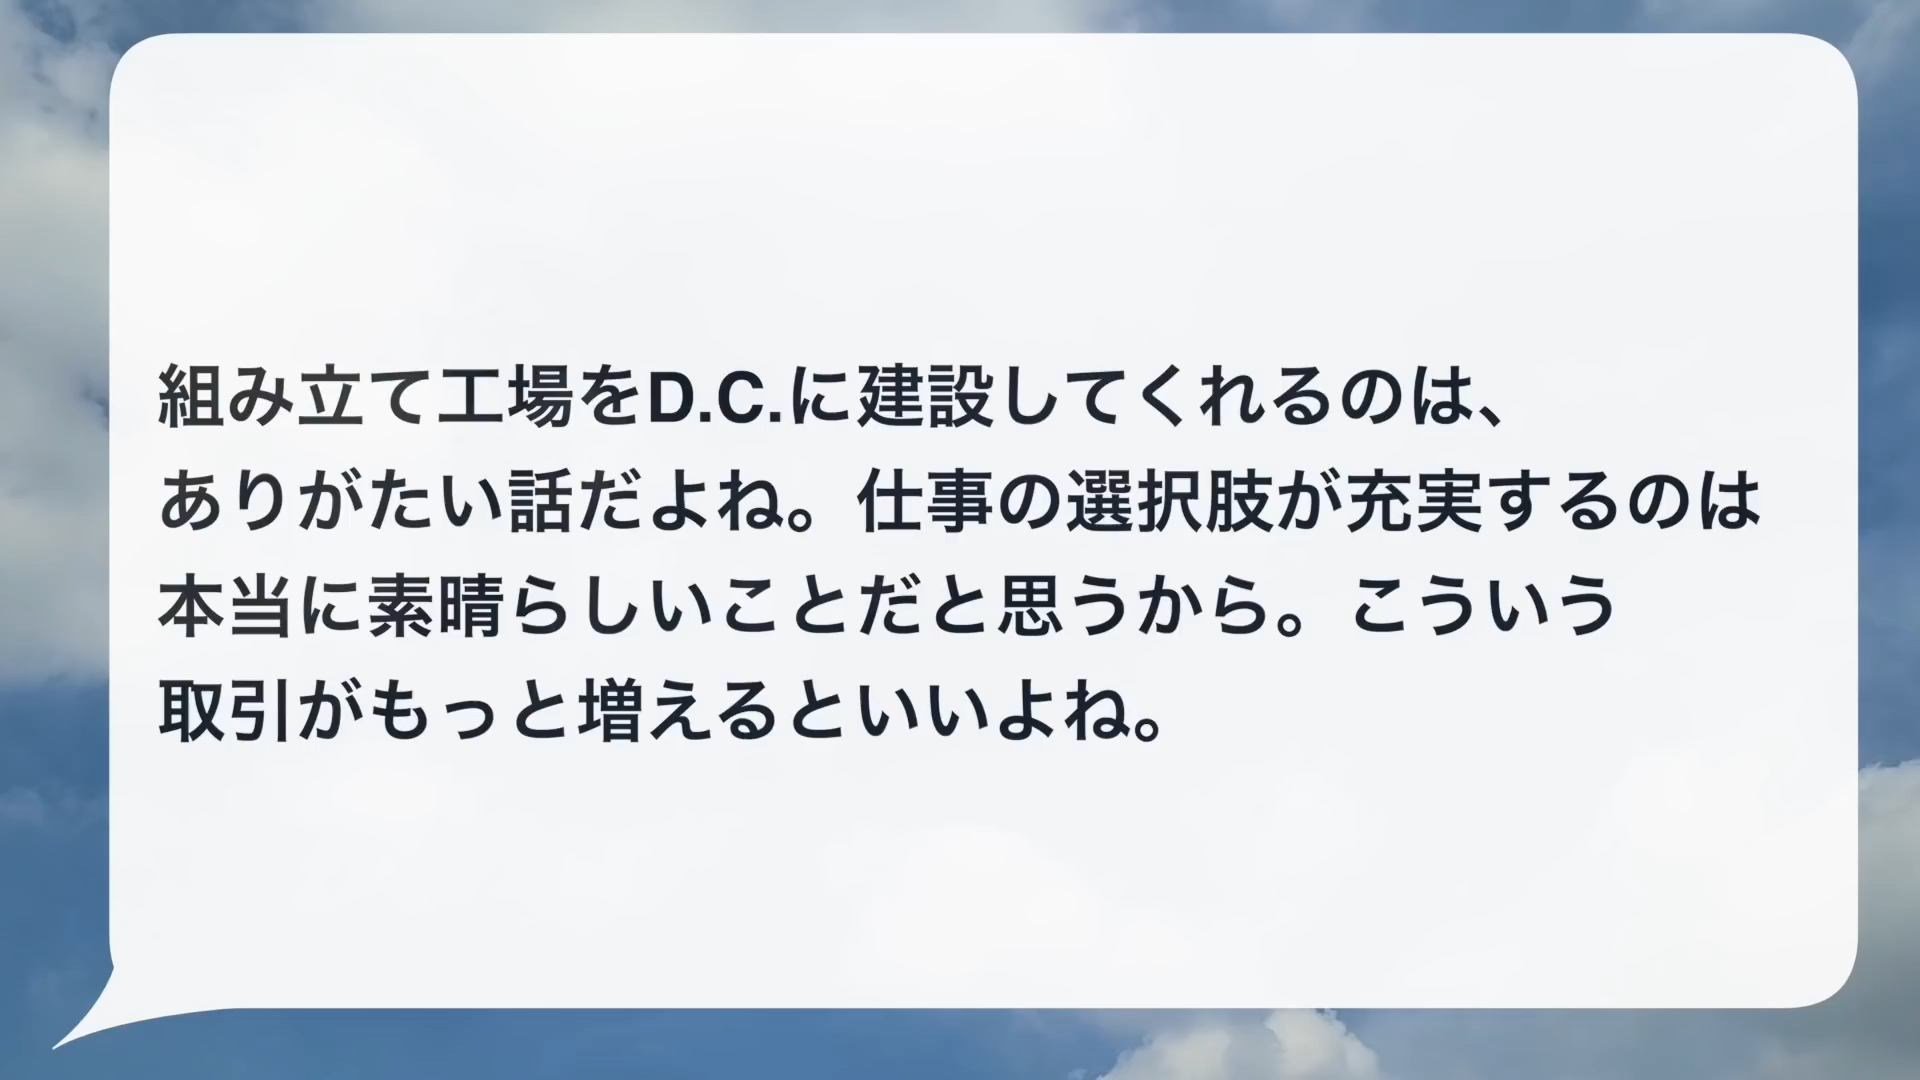 組み立て工場をD.C.に建設してくれるのは、
ありがたい話だよね。仕事の選択肢が充実するのは
本当に素晴らしいことだと思うから。こういう
取引がもっと増えるといいよね。